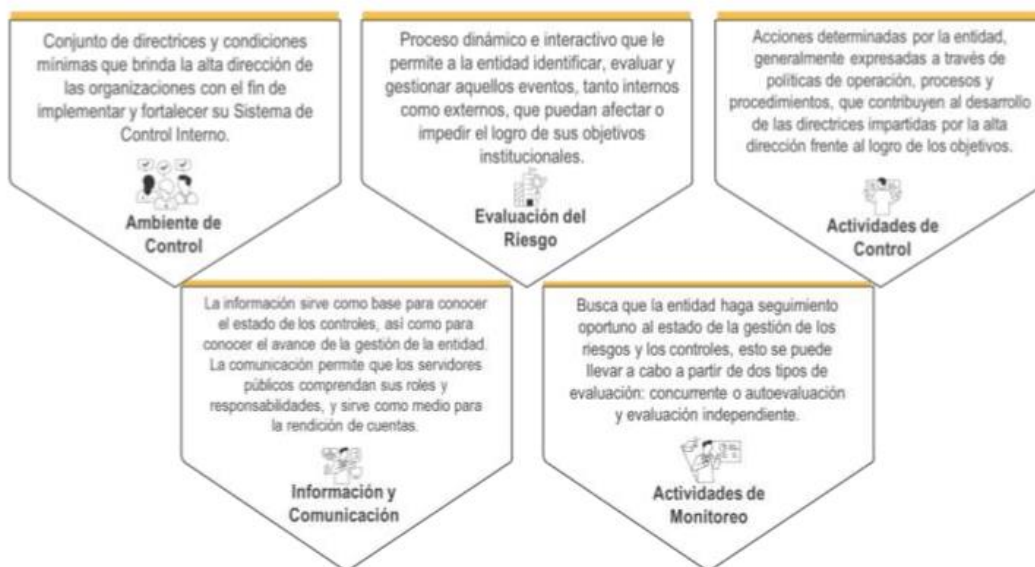 Conjunto de directrices y condiciones
mínimas que brinda la alta dirección de
las organizaciones con el fin de
implementar y fortalecer su Sistema de
Control Interno.
Ambiente de
Control
Proceso dinámico e interactivo que le
permite a la entidad identificar, evaluar y
gestionar aquellos eventos, tanto internos
como externos, que puedan afectar o
impedir el logro de sus objetivos
institucionales.
Evaluación del
Riesgo
Acciones determinadas por la entidad,
generalmente expresadas a través de
políticas de operación, procesos y
procedimientos, que contribuyen al desarrollo
de las directrices impartidas por la alta
dirección frente al logro de los objetivos.
Actividades de
Control
La información sirve como base para conocer
el estado de los controles, así como para
conocer el avance de la gestión de la entidad.
La comunicación permite que los servidores
públicos comprendan sus roles y
responsabilidades, y sirve como medio para
la rendición de cuentas.
Información y
Comunicación
Busca que la entidad haga seguimiento
oportuno al estado de la gestión de los
riesgos y los controles, esto se puede
llevar a cabo a partir de dos tipos de
evaluación: concurrente o autoevaluación
y evaluación independiente.
Actividades de
Monitoreo